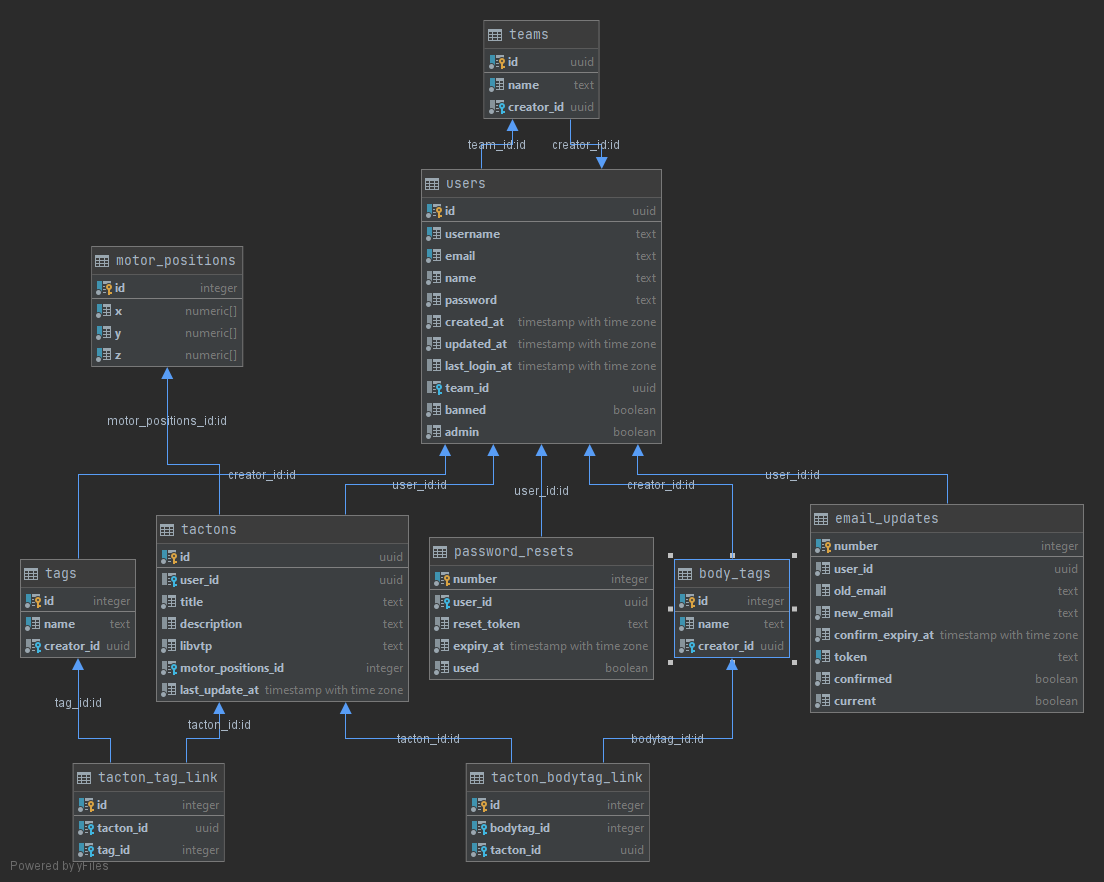 teams
id uuid
name text
creator_id uuid
team_id:id creator_id:id
users
id uuid
username text
email text
name text
password text
created_at timestamp with time zone
updated_at timestamp with time zone
last_login_at timestamp with time zone
team_id uuid
banned boolean
admin boolean
motor_positions
id integer
x numeric[]
y numeric[]
z numeric[]
motor_positions_id:id
creator_id:id
user_id:id
user_id:id
creator_id:id
user_id:id
tags
id integer
name text
creator_id uuid
tactons
id uuid
user_id uuid
title text
description text
libvtp text
motor_positions_id integer
last_update_at timestamp with time zone
password_resets
number integer
user_id uuid
reset_token text
expiry_at timestamp with time zone
used boolean
body_tags
id integer
name text
creator_id uuid
email_updates
number integer
user_id uuid
old_email text
new_email text
confirm_expiry_at timestamp with time zone
token text
confirmed boolean
current boolean
tag_id:id
tacton_id:id
tacton_id:id
bodytag_id:id
tacton_tag_link
id integer
tacton_id uuid
tag_id integer
tacton_bodytag_link
id integer
bodytag_id integer
tacton_id uuid
Powered by yFiles